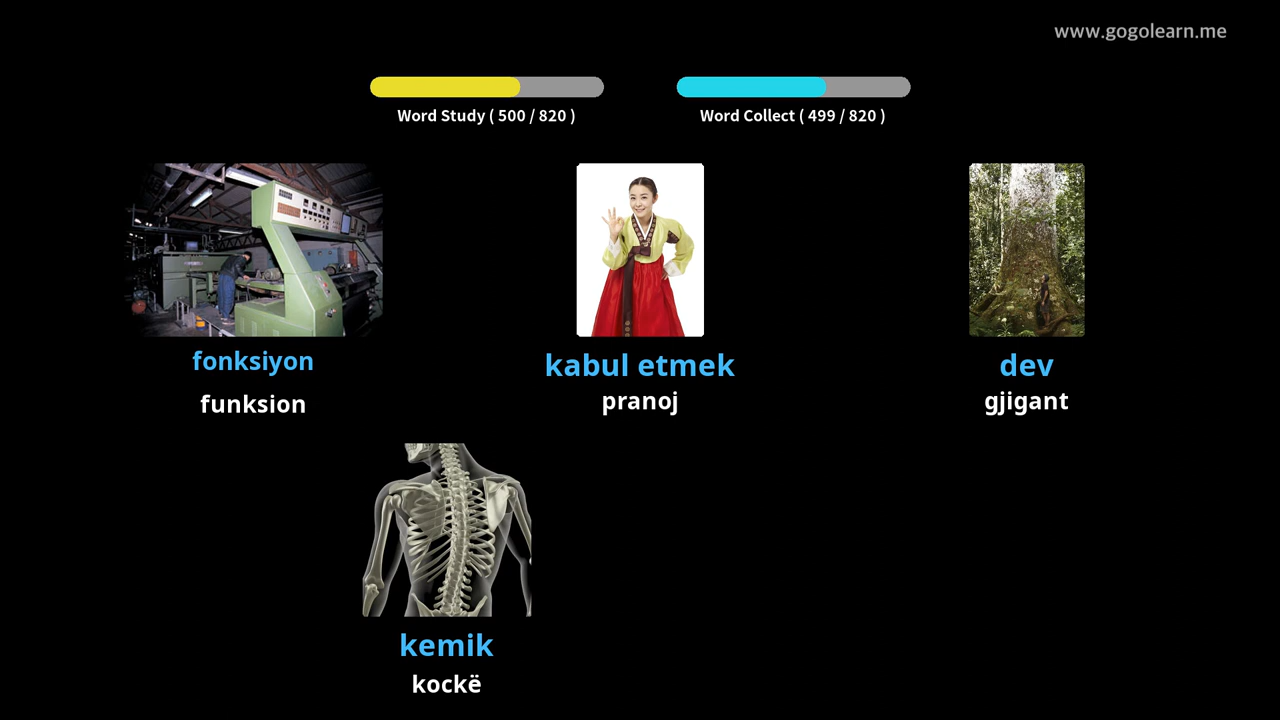 www.gogolearn.me
Word Study ( 500 / 820 )
Word Collect ( 499 / 820 )
fonksiyon
funksion
kabul etmek
pranoj
dev
gjigant
kemik
kockë